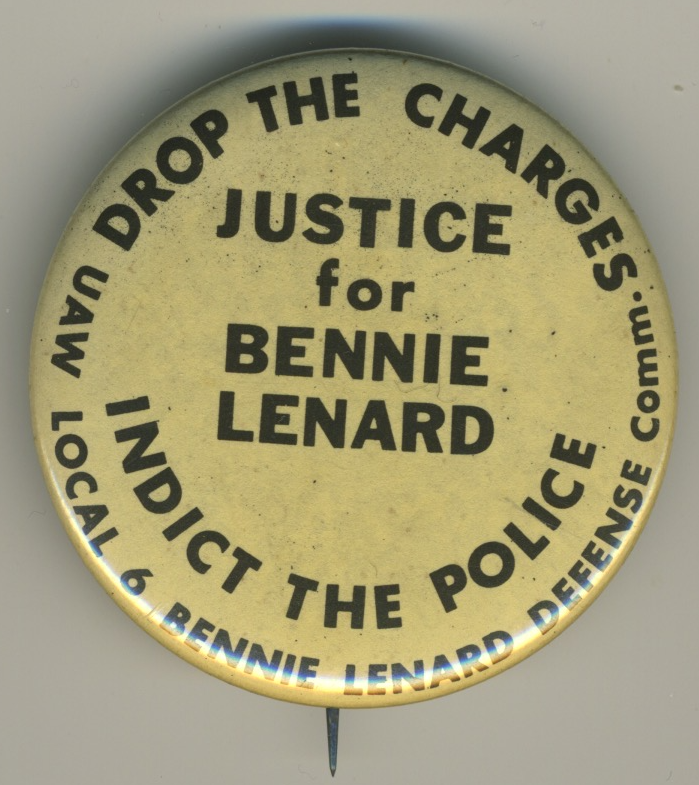 DROP THE CHARGES.
JUSTICE
for
BENNIE
LENARD
INDICT THE POLICE
UAW LOCAL 6 BENNIE LENARD DEFENSE Comm.